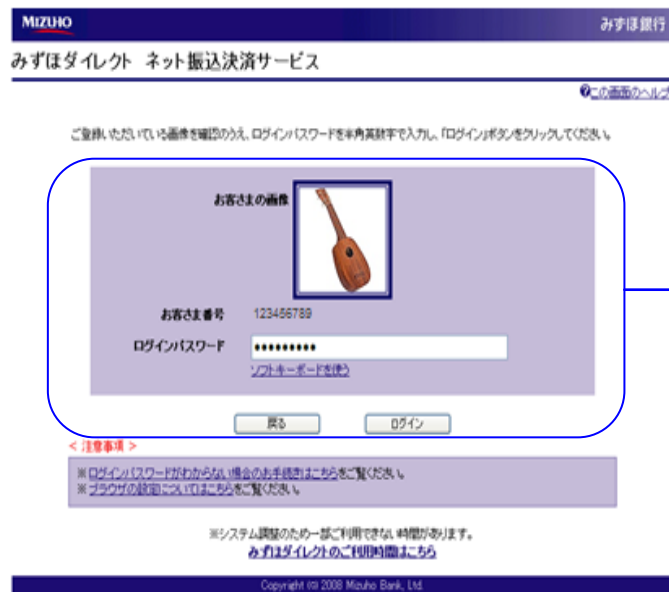 MIZUHO みずほ銀行
みずほダイレクト ネット振込決済サービス
?この画面のヘルプ
ご登録いただいている画像を確認のうえ、ログインパスワードを半角英数字で入力し、「ログイン」ボタンをクリックしてください。
お客さまの画像
お客さま番号 123456789
ログインパスワード •••••••••
ソフトキーボードを使う
戻る ログイン
< 注意事項 >
※ログインパスワードがわからない場合のお手続きはこちらをご覧ください。
※ブラウザの設定についてはこちらをご覧ください。
※システム調整のため一部ご利用できない時間があります。
みずほダイレクトのご利用時間はこちら
Copyright (c) 2008 Mizuho Bank, Ltd.